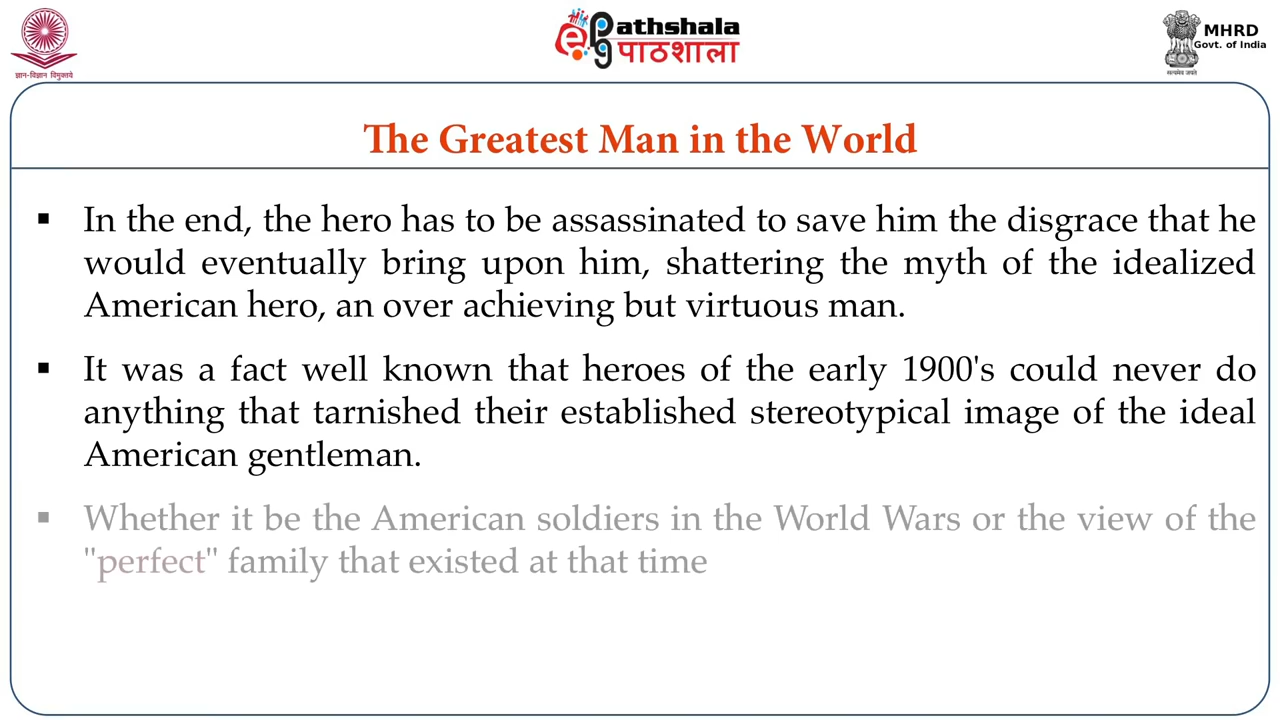 ज्ञान-विज्ञान विमुक्तये
ePathshala
पाठशाला
MHRD
Govt. of India
सत्यमेव जयते
The Greatest Man in the World
▪ In the end, the hero has to be assassinated to save him the disgrace that he
would eventually bring upon him, shattering the myth of the idealized
American hero, an over achieving but virtuous man.
▪ It was a fact well known that heroes of the early 1900's could never do
anything that tarnished their established stereotypical image of the ideal
American gentleman.
▪ Whether it be the American soldiers in the World Wars or the view of the
"perfect" family that existed at that time